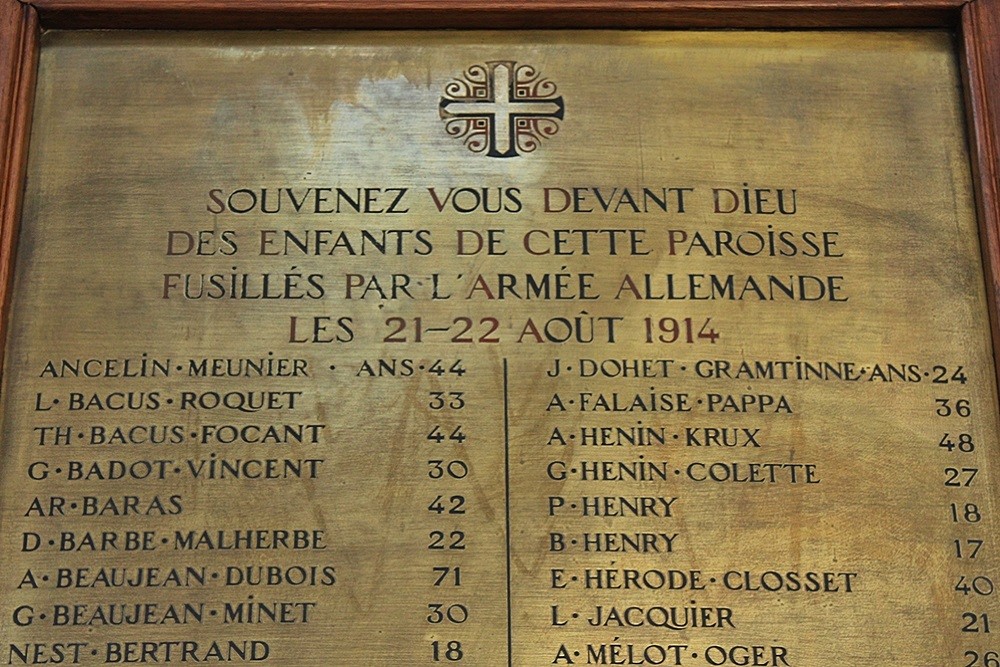 SOUVENEZ VOUS DEVANT DIEU
DES ENFANTS DE CETTE PAROISSE
FUSILLÉS PAR L'ARMÉE ALLEMANDE
LES 21-22 AOÛT 1914
ANCELIN·MEUNIER · ANS·44
L·BACUS·ROQUET 33
TH·BACUS·FOCANT 44
G·BADOT·VINCENT 30
AR·BARAS 42
D·BARBE·MALHERBE 22
A·BEAUJEAN·DUBOIS 71
G·BEAUJEAN·MINET 30
NEST·BERTRAND 18
J·DOHET·GRAMTINNE·ANS·24
A·FALAISE·PAPPA 36
A·HENIN·KRUX 48
G·HENIN·COLETTE 27
P·HENRY 18
B·HENRY 17
E·HÉRODE·CLOSSET 40
L·JACQUIER 21
A·MÉLOT·OGER 26